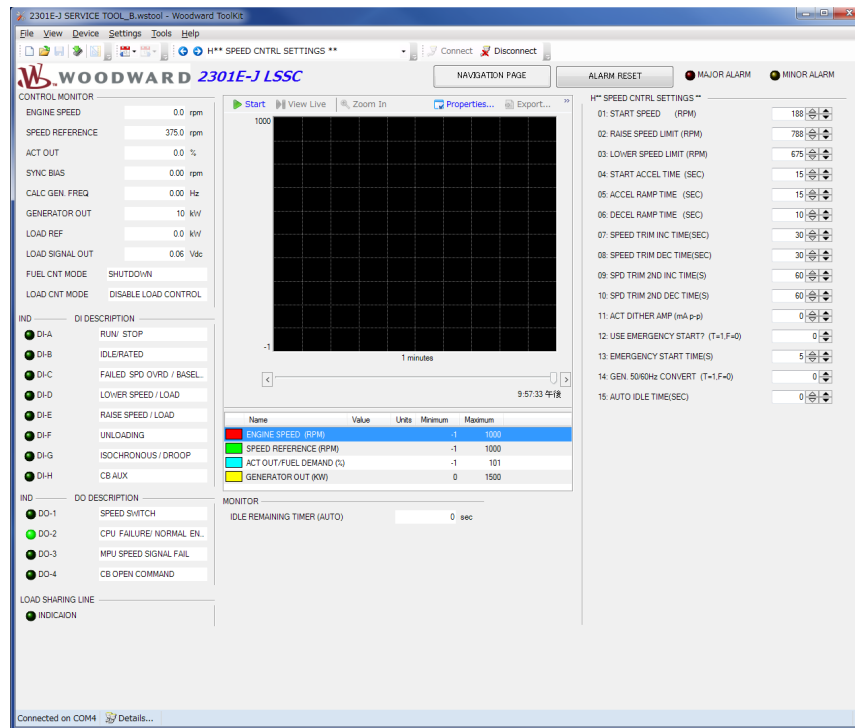 2301E-J SERVICE TOOL_B.wstool - Woodward ToolKit
File View Device Settings Tools Help
H** SPEED CNTRL SETTINGS ** Connect Disconnect
WOODWARD 2301E-J LSSC NAVIGATION PAGE ALARM RESET MAJOR ALARM MINOR ALARM
CONTROL MONITOR
ENGINE SPEED 0.0 rpm
SPEED REFERENCE 375.0 rpm
ACT OUT 0.0 %
SYNC BIAS 0.00 rpm
CALC GEN. FREQ 0.00 Hz
GENERATOR OUT 10 kW
LOAD REF 0.0 kW
LOAD SIGNAL OUT 0.06 Vdc
FUEL CNT MODE SHUTDOWN
LOAD CNT MODE DISABLE LOAD CONTROL
IND DI DESCRIPTION
DI-A RUN/ STOP
DI-B IDLE/RATED
DI-C FAILED SPD OVRD / BASEL..
DI-D LOWER SPEED / LOAD
DI-E RAISE SPEED / LOAD
DI-F UNLOADING
DI-G ISOCHRONOUS / DROOP
DI-H CB AUX
IND DO DESCRIPTION
DO-1 SPEED SWITCH
DO-2 CPU FAILURE/ NORMAL EN..
DO-3 MPU SPEED SIGNAL FAIL
DO-4 CB OPEN COMMAND
LOAD SHARING LINE
INDICAION
Start View Live Zoom In Properties... Export... »
1000
-1
1 minutes
9:57:33 午後
Name Value Units Minimum Maximum
ENGINE SPEED (RPM) -1 1000
SPEED REFERENCE (RPM) -1 1000
ACT OUT/FUEL DEMAND (%) -1 101
GENERATOR OUT (KW) 0 1500
MONITOR
IDLE REMAINING TIMER (AUTO) 0 sec
H** SPEED CNTRL SETTINGS **
01: START SPEED (RPM) 188
02: RAISE SPEED LIMIT (RPM) 788
03: LOWER SPEED LIMIT (RPM) 675
04: START ACCEL TIME (SEC) 15
05: ACCEL RAMP TIME (SEC) 15
06: DECEL RAMP TIME (SEC) 10
07: SPEED TRIM INC TIME(SEC) 30
08: SPEED TRIM DEC TIME(SEC) 30
09: SPD TRIM 2ND INC TIME(S) 60
10: SPD TRIM 2ND DEC TIME(S) 60
11: ACT DITHER AMP (mA p-p) 0
12: USE EMERGENCY START? (T=1,F=0) 0
13: EMERGENCY START TIME(S) 5
14: GEN. 50/60Hz CONVERT (T=1,F=0) 0
15: AUTO IDLE TIME(SEC) 0
Connected on COM4 Details...